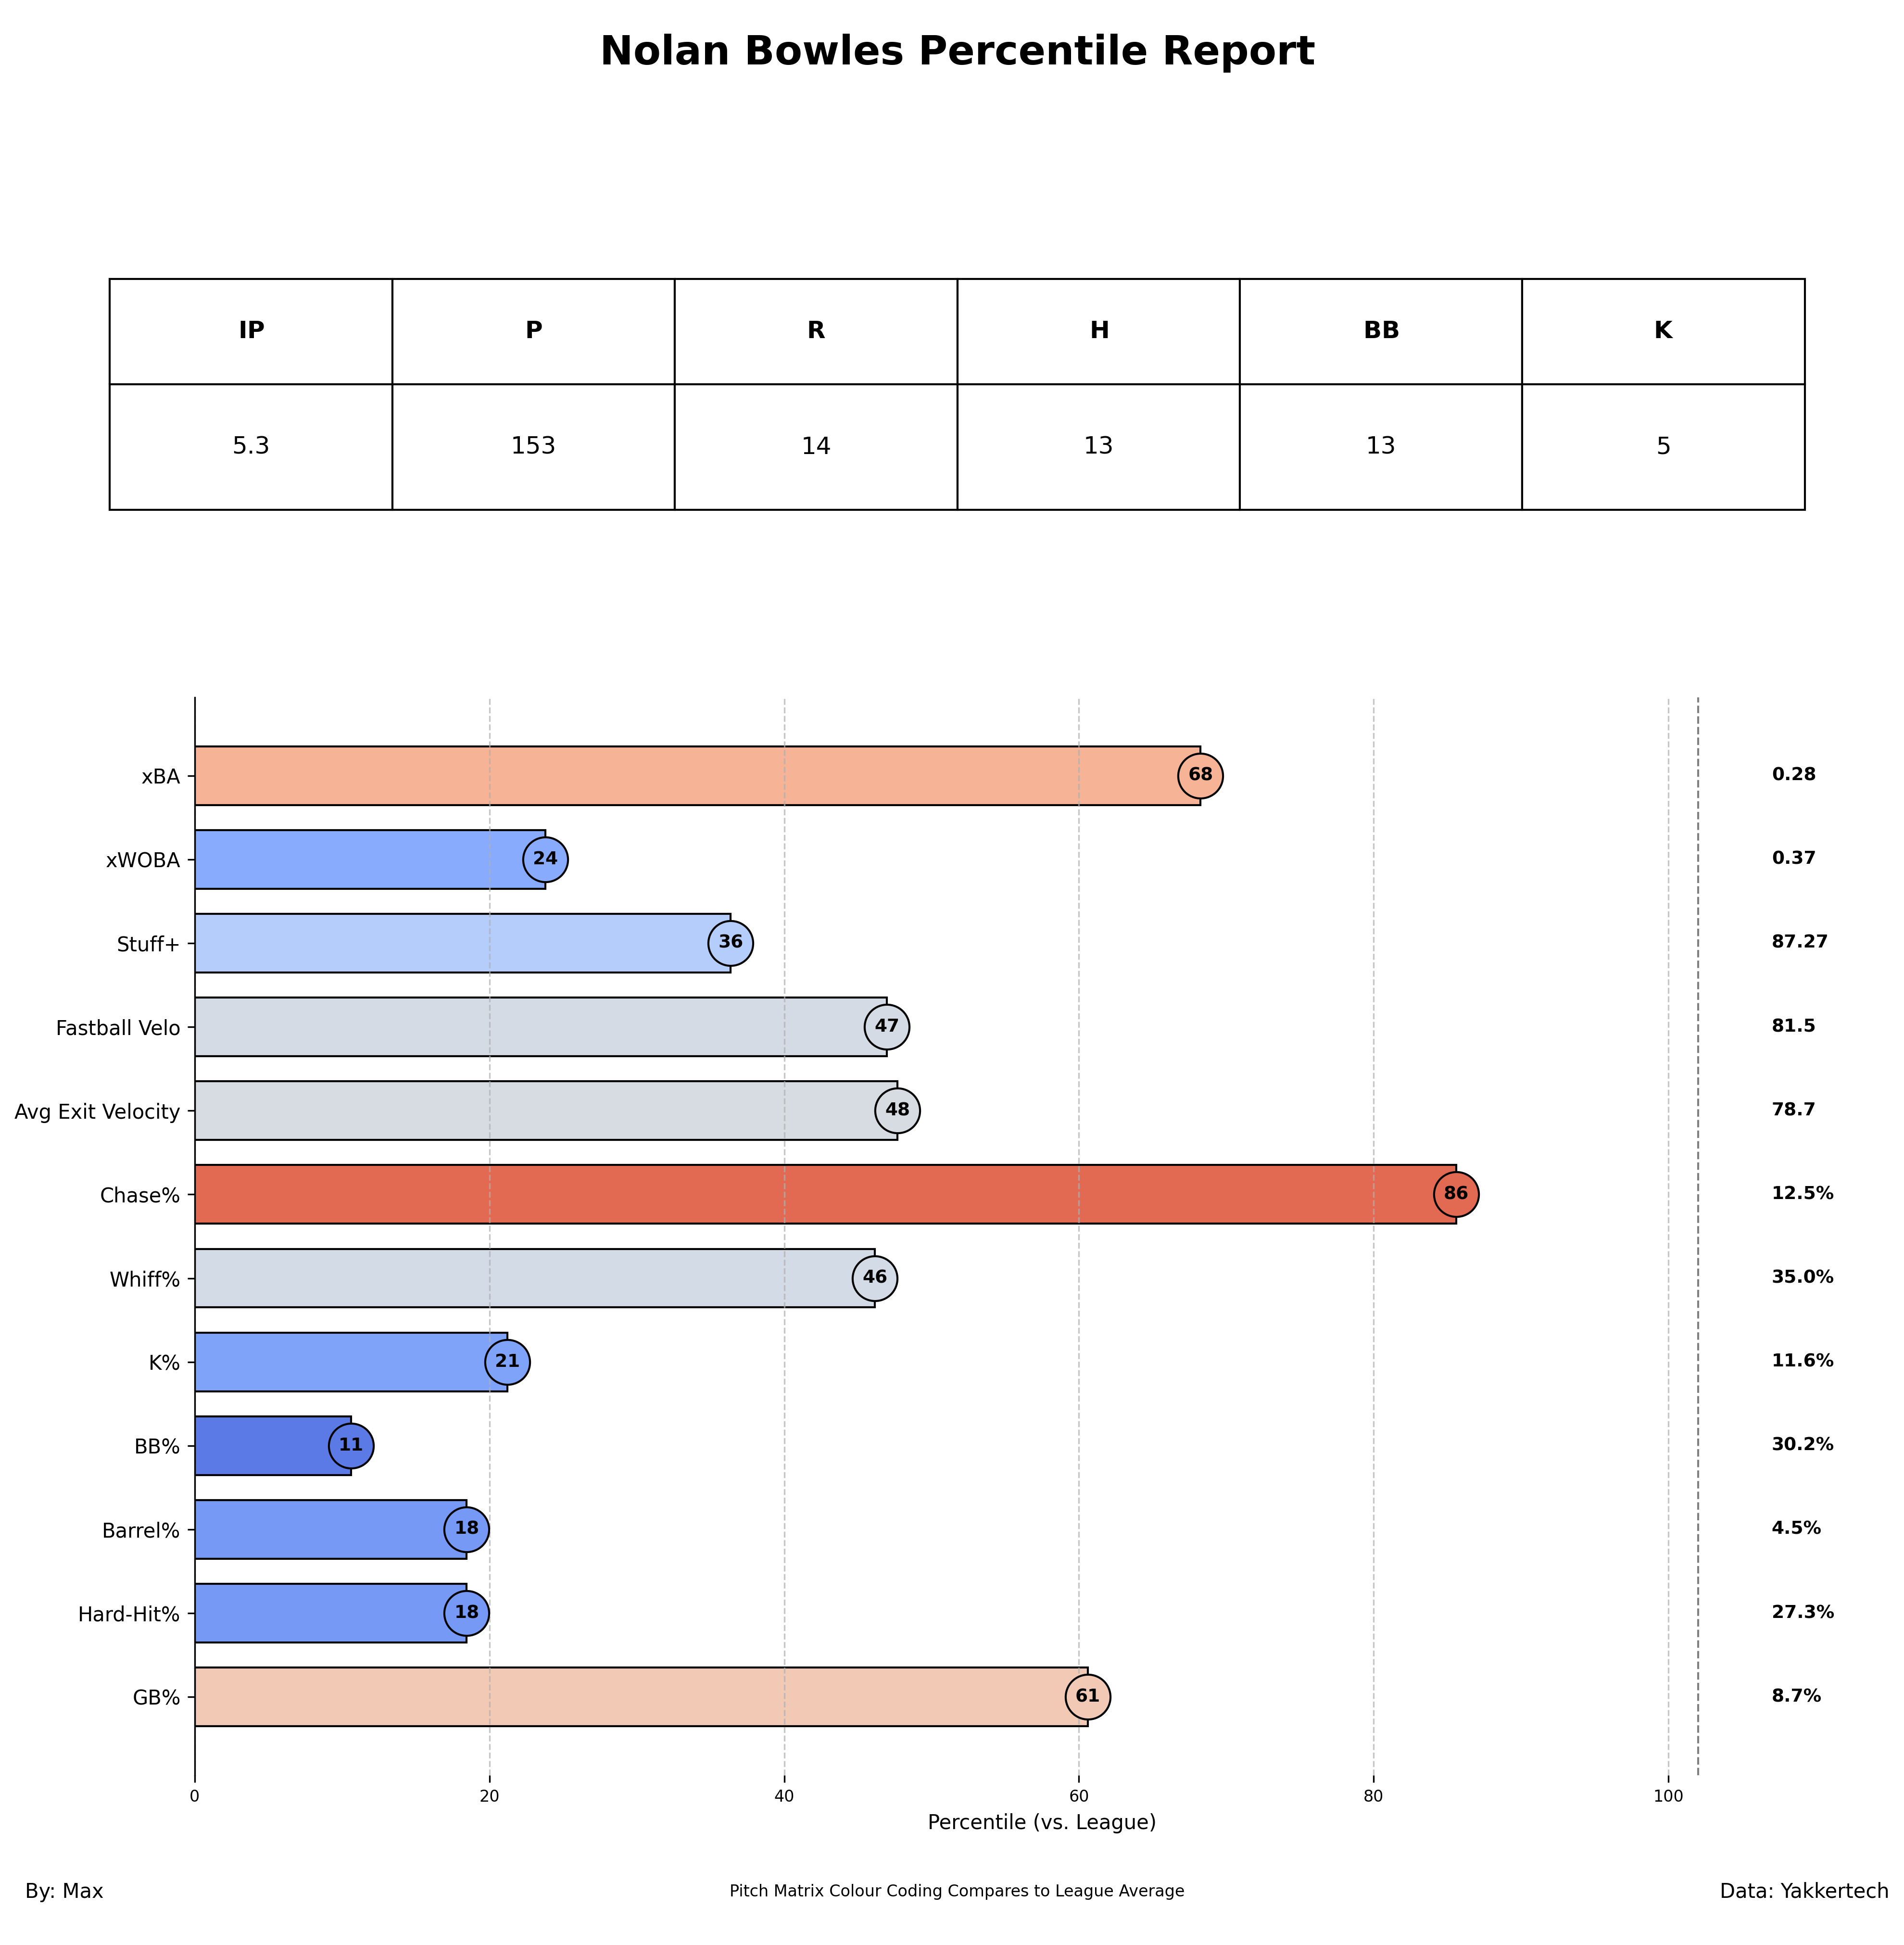 Nolan Bowles Percentile Report
IP P R H BB K
5.3 153 14 13 13 5
xBA 68 0.28
xWOBA 24 0.37
Stuff+ 36 87.27
Fastball Velo 47 81.5
Avg Exit Velocity 48 78.7
Chase% 86 12.5%
Whiff% 46 35.0%
K% 21 11.6%
BB% 11 30.2%
Barrel% 18 4.5%
Hard-Hit% 18 27.3%
GB% 61 8.7%
0 20 40 60 80 100
Percentile (vs. League)
By: Max Pitch Matrix Colour Coding Compares to League Average Data: Yakkertech